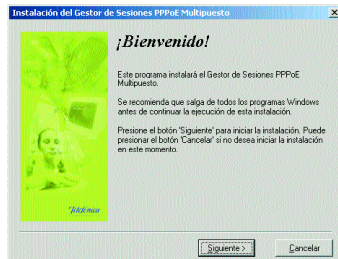 Instalación del Gestor de Sesiones PPPoE Multipuesto
¡Bienvenido!
Este programa instalará el Gestor de Sesiones PPPoE
Multipuesto.
Se recomienda que salga de todos los programas Windows
antes de continuar la ejecución de esta instalación.
Presione el botón 'Siguiente' para iniciar la instalación. Puede
presionar el botón 'Cancelar' si no desea iniciar la instalación
en este momento.
Telefónica
Siguiente >
Cancelar